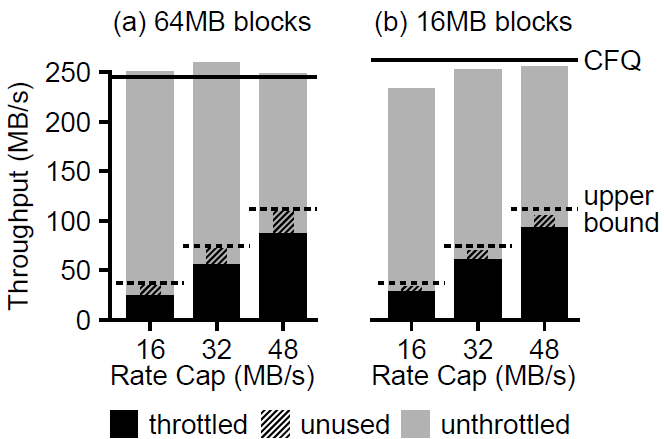 (a) 64MB blocks
(b) 16MB blocks
Throughput (MB/s)
250
200
150
100
50
0
CFQ
upper
bound
16 32 48
16 32 48
Rate Cap (MB/s)
Rate Cap (MB/s)
throttled unused unthrottled